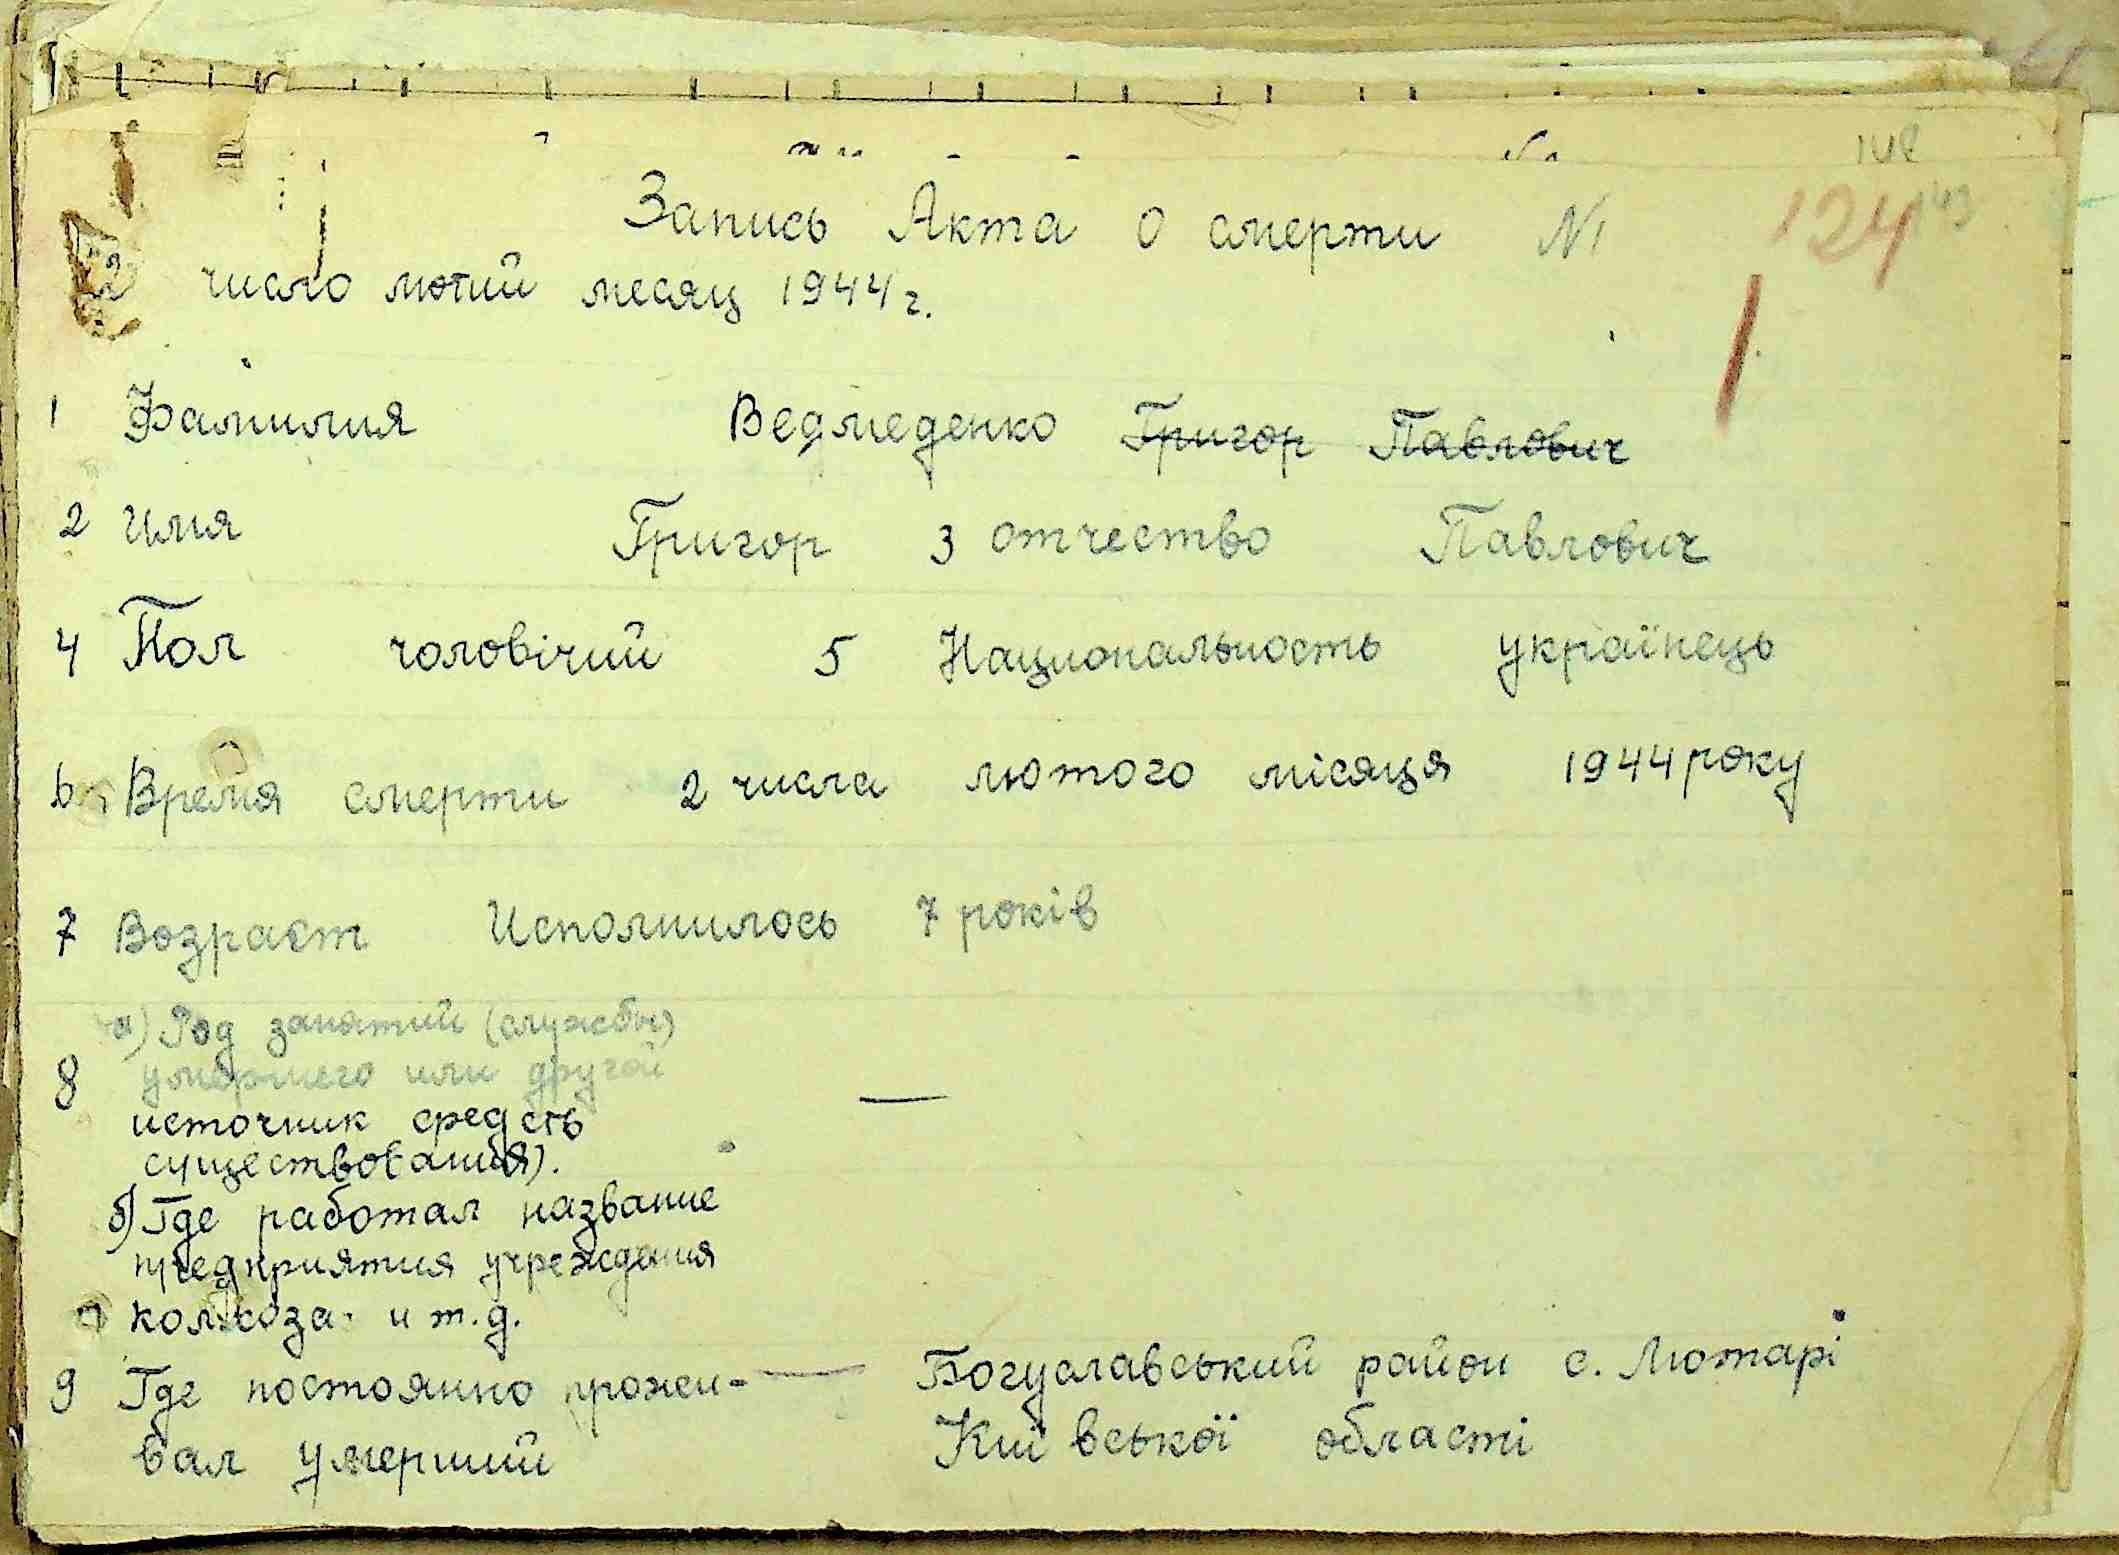 148
Запись Акта о смерти №
124
2 число лютий месяц 1944 г.
1 Фамилия Ведмеденко Григор Павлович
2 Имя Григор 3 отчество Павлович
4 Пол чоловічий 5 Национальность українець
6 Время смерти 2 числа лютого місяця 1944 року
7 Возраст Исполнилось 7 років
а) Род занятий (службы)
8 умершего или другой
источник средств
существования).
б) Где работал название
предприятия учреждения
колхоза и т.д.
9 Где постоянно прожи- — Богуславський район с. Лютарі
вал умерший Київської області